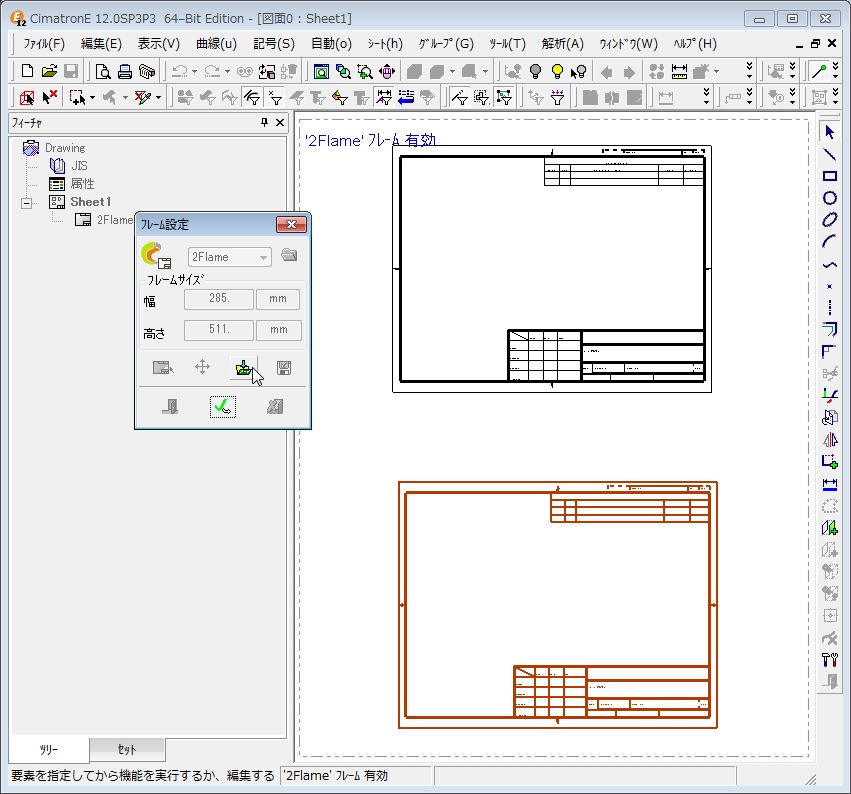 CimatronE 12.0SP3P3 64-Bit Edition - [図面0 : Sheet1]
ﾌｧｲﾙ(F) 編集(E) 表示(V) 曲線(u) 記号(S) 自動(o) ｼｰﾄ(h) ｸﾞﾙｰﾌﾟ(G) ﾂｰﾙ(T) 解析(A) ｳｨﾝﾄﾞｳ(W) ﾍﾙﾌﾟ(H)
ﾌｨｰﾁｬ
Drawing
JIS
属性
Sheet1
2Flame
'2Flame' ﾌﾚｰﾑ 有効
ﾌﾚｰﾑ設定
2Flame
ﾌﾚｰﾑｻｲｽﾞ
幅 285. mm
高さ 511. mm
ﾂﾘｰ ｾｯﾄ
要素を指定してから機能を実行するか、編集する '2Flame' ﾌﾚｰﾑ 有効